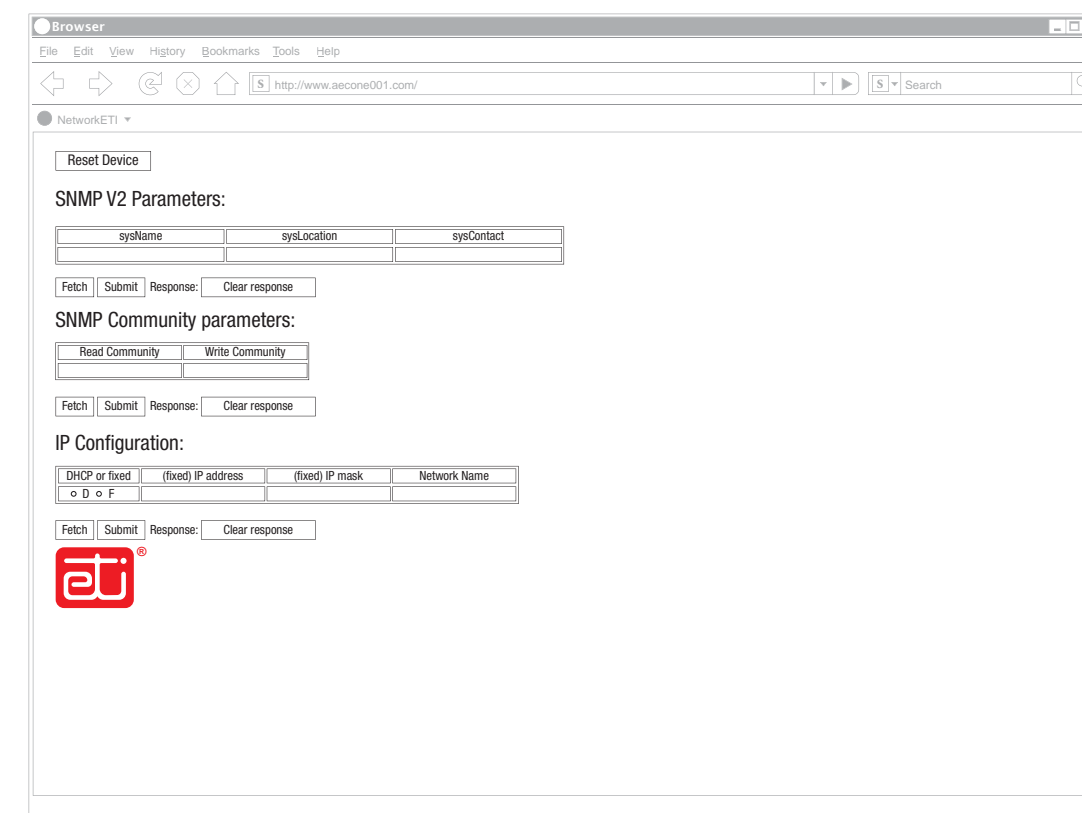 Browser
File Edit View History Bookmarks Tools Help
S http://www.aecone001.com/ S Search
NetworkETI
Reset Device
SNMP V2 Parameters:
sysName sysLocation sysContact
Fetch Submit Response: Clear response
SNMP Community parameters:
Read Community Write Community
Fetch Submit Response: Clear response
IP Configuration:
DHCP or fixed (fixed) IP address (fixed) IP mask Network Name
D F
Fetch Submit Response: Clear response
eti®